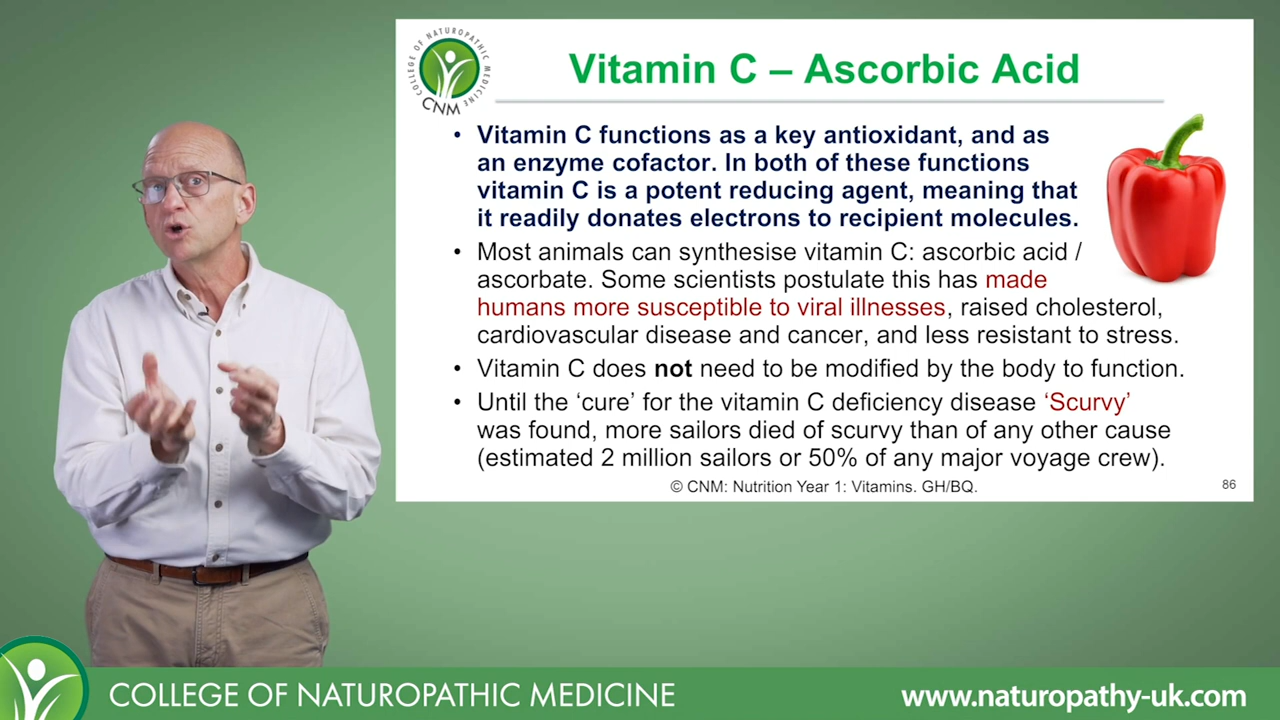 COLLEGE OF NATUROPATHIC MEDICINE
CNM
Vitamin C – Ascorbic Acid
• Vitamin C functions as a key antioxidant, and as
an enzyme cofactor. In both of these functions
vitamin C is a potent reducing agent, meaning that
it readily donates electrons to recipient molecules.
• Most animals can synthesise vitamin C: ascorbic acid /
ascorbate. Some scientists postulate this has made
humans more susceptible to viral illnesses, raised cholesterol,
cardiovascular disease and cancer, and less resistant to stress.
• Vitamin C does not need to be modified by the body to function.
• Until the ‘cure’ for the vitamin C deficiency disease ‘Scurvy’
was found, more sailors died of scurvy than of any other cause
(estimated 2 million sailors or 50% of any major voyage crew).
© CNM: Nutrition Year 1: Vitamins. GH/BQ.
86
COLLEGE OF NATUROPATHIC MEDICINE
www.naturopathy-uk.com